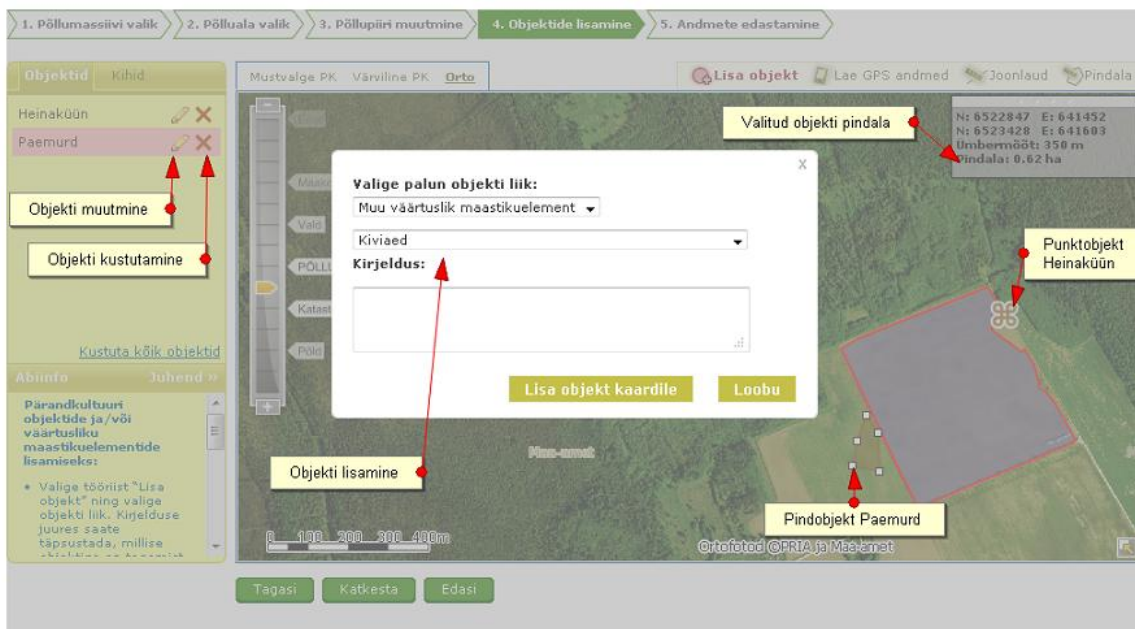 1. Põllumassiivi valik 2. Põlluala valik 3. Põllupiiri muutmine 4. Objektide lisamine 5. Andmete edastamine
Objektid Kihid
Mustvalge PK Värviline PK Orto
Lisa objekt Lae GPS andmed Joonlaud Pindala
Heinaküün
Paemurd
Objekti muutmine
Objekti kustutamine
Kustuta kõik objektid
Abiinfo Juhend »
Pärandkultuuri
objektide ja/või
väärtusliku
maastikuelementide
lisamiseks:
• Valige tööriist "Lisa
objekt" ning valige
objekti liik. Kirjelduse
juures saate
täpsustada, millise
Vald
Põld
Valige palun objekti liik:
x
Muu väärtuslik maastikuelement
Kiviaed
Kirjeldus:
Lisa objekt kaardile Loobu
Valitud objekti pindala
N: 6522847 E: 641452
N: 6523428 E: 641603
Umbermõõt: 350 m
Pindala: 0.62 ha
Punktobjekt
Heinaküün
Objekti lisamine
Maa-amet
Pindobjekt Paemurd
0 100 200 300 400m
Ortofotod ©PRIA ja Maa-amet
Tagasi Katkesta Edasi